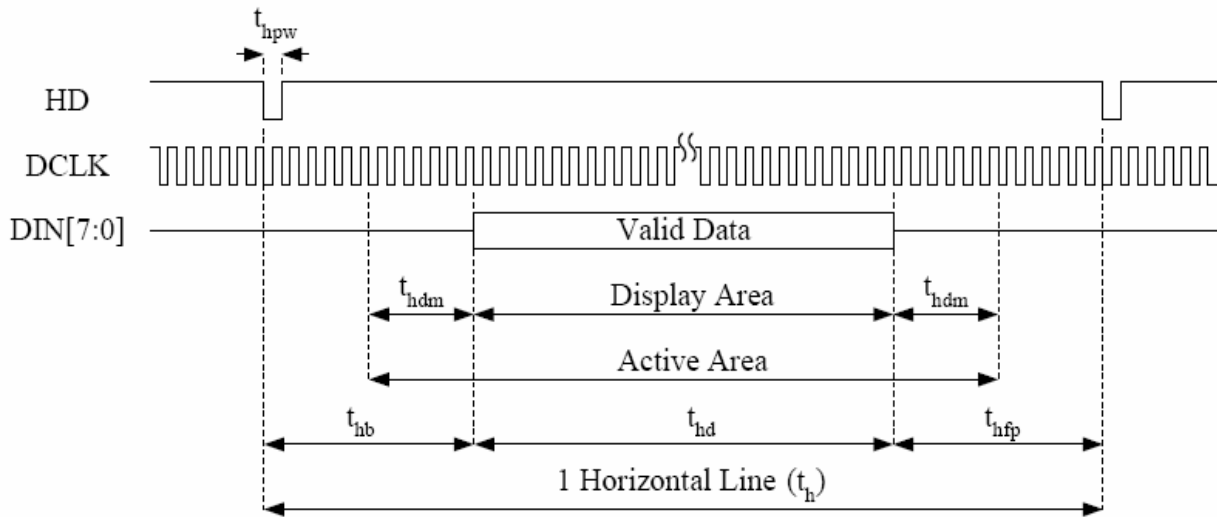 thpw
HD
DCLK
DIN[7:0]
Valid Data
thdm
Display Area
thdm
Active Area
thb
thd
thfp
1 Horizontal Line (th)